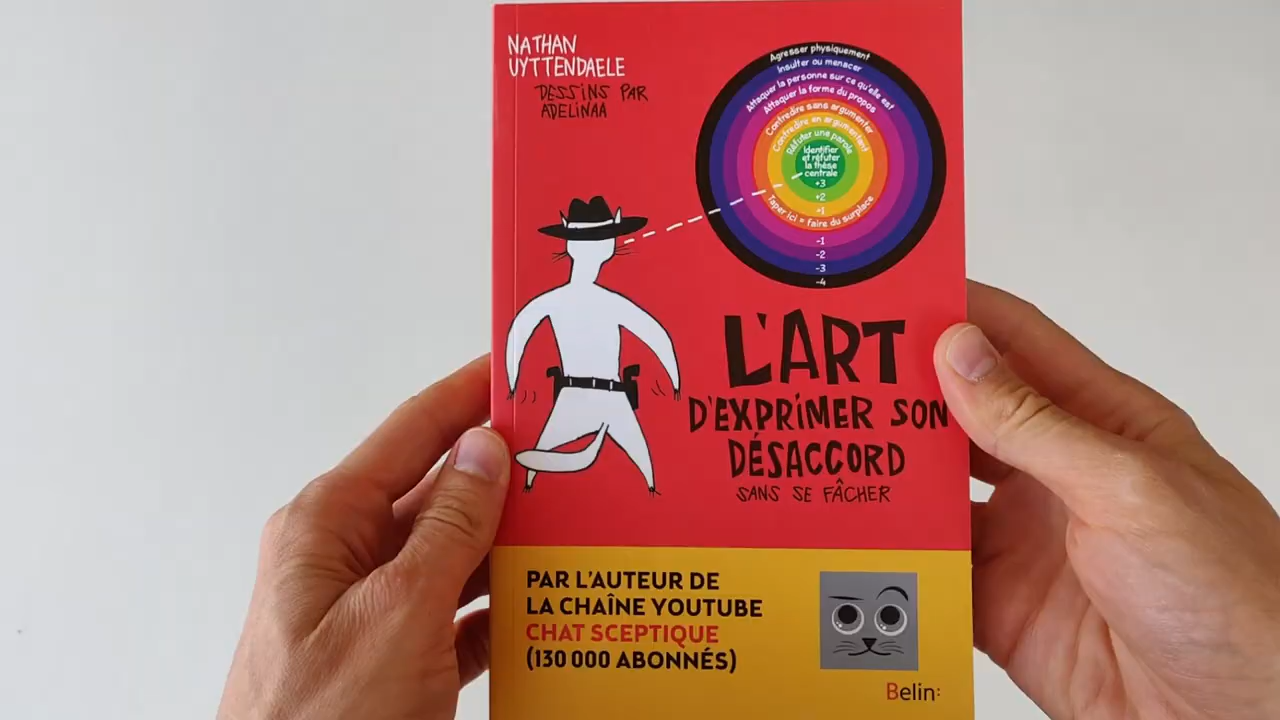 NATHAN
UYTTENDAELE
DESSINS PAR
ADELINAA
Agresser physiquement
Insulter ou menacer
Attaquer la personne sur ce qu'elle est
Attaquer la forme du propos
Contredire sans argumenter
Contredire en argumentant
Réfuter une parole
Identifier
et réfuter
la thèse
centrale
+3
+2
+1
Taper ici = faire du surplace
-1
-2
-3
-4
L'ART
D'EXPRIMER SON
DÉSACCORD
SANS SE FÂCHER
PAR L'AUTEUR DE
LA CHAÎNE YOUTUBE
CHAT SCEPTIQUE
(130 000 ABONNÉS)
Belin: